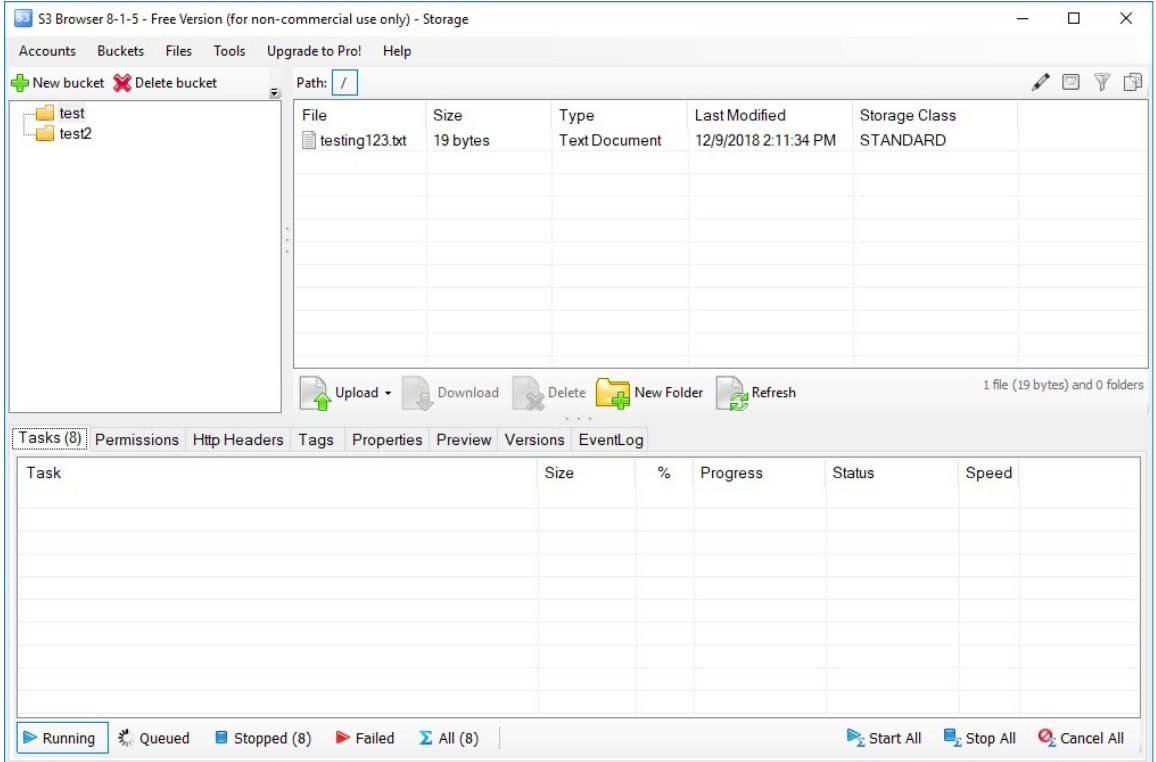 S3 Browser 8-1-5 - Free Version (for non-commercial use only) - Storage
Accounts Buckets Files Tools Upgrade to Pro! Help
New bucket Delete bucket
Path: /
test
test2
File Size Type Last Modified Storage Class
testing123.txt 19 bytes Text Document 12/9/2018 2:11:34 PM STANDARD
Upload Download Delete New Folder Refresh
1 file (19 bytes) and 0 folders
Tasks (8) Permissions Http Headers Tags Properties Preview Versions EventLog
Task Size % Progress Status Speed
Running Queued Stopped (8) Failed All (8) Start All Stop All Cancel All